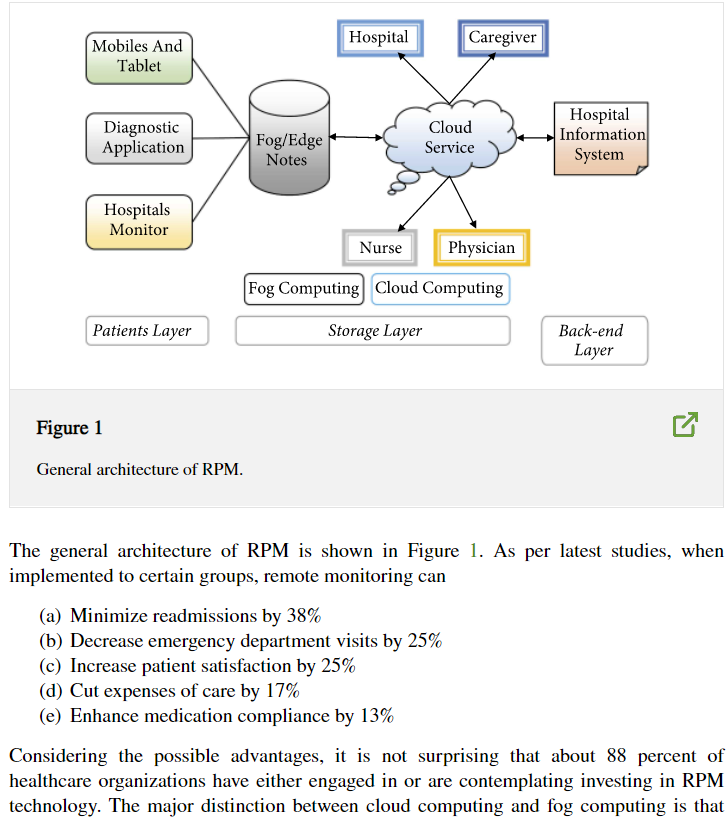 Mobiles And
Tablet
Diagnostic
Application
Hospitals
Monitor
Fog/Edge
Notes
Hospital
Caregiver
Cloud
Service
Hospital
Information
System
Nurse
Physician
Fog Computing
Cloud Computing
Patients Layer
Storage Layer
Back-end
Layer
Figure 1
General architecture of RPM.
The general architecture of RPM is shown in Figure 1. As per latest studies, when
implemented to certain groups, remote monitoring can
(a) Minimize readmissions by 38%
(b) Decrease emergency department visits by 25%
(c) Increase patient satisfaction by 25%
(d) Cut expenses of care by 17%
(e) Enhance medication compliance by 13%
Considering the possible advantages, it is not surprising that about 88 percent of
healthcare organizations have either engaged in or are contemplating investing in RPM
technology. The major distinction between cloud computing and fog computing is that